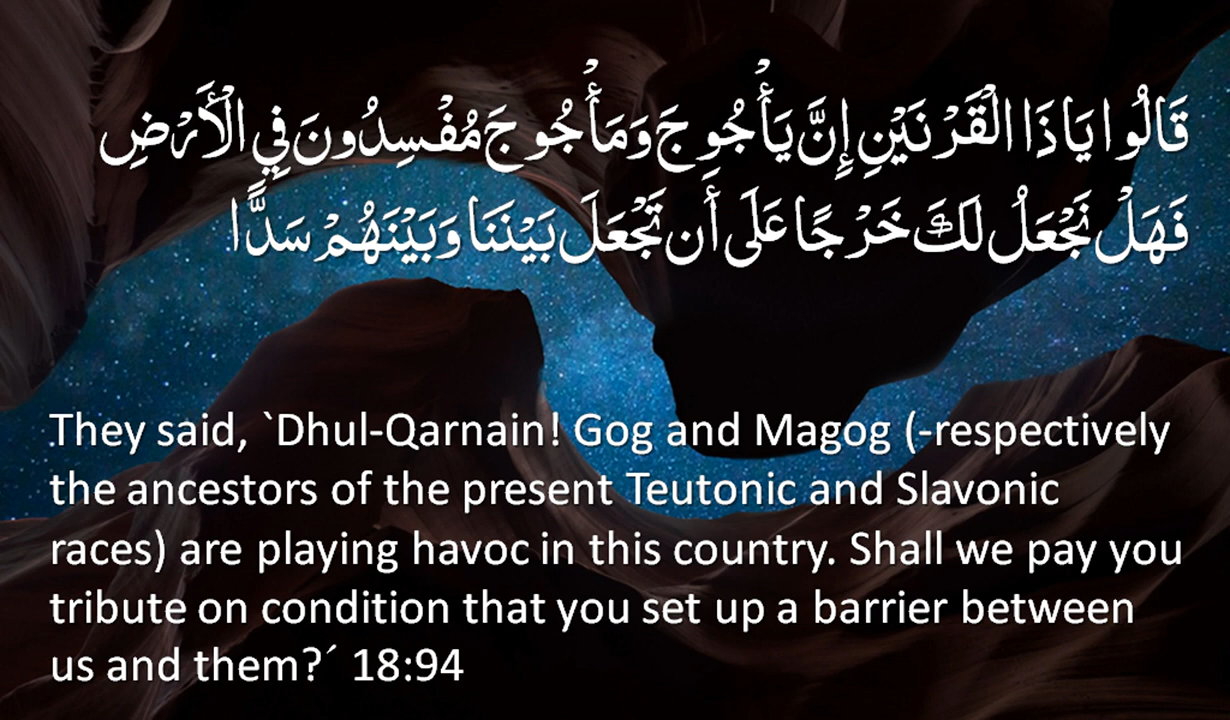 قَالُوا يَاذَا الْقَرْنَيْنِ إِنَّ يَأْجُوجَ وَمَأْجُوجَ مُفْسِدُونَ فِي الْأَرْضِ
فَهَلْ نَجْعَلُ لَكَ خَرْجًا عَلَى أَن تَجْعَلَ بَيْنَنَا وَبَيْنَهُمْ سَدًّا
They said, `Dhul-Qarnain! Gog and Magog (-respectively
the ancestors of the present Teutonic and Slavonic
races) are playing havoc in this country. Shall we pay you
tribute on condition that you set up a barrier between
us and them?´ 18:94